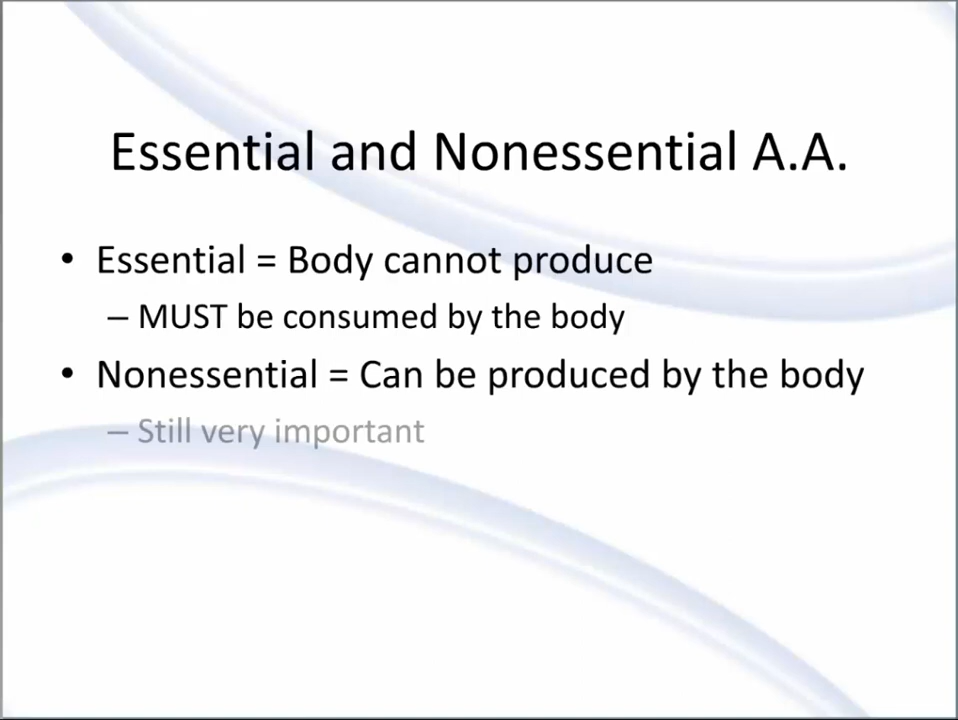 Essential and Nonessential A.A.
• Essential = Body cannot produce
– MUST be consumed by the body
• Nonessential = Can be produced by the body
– Still very important